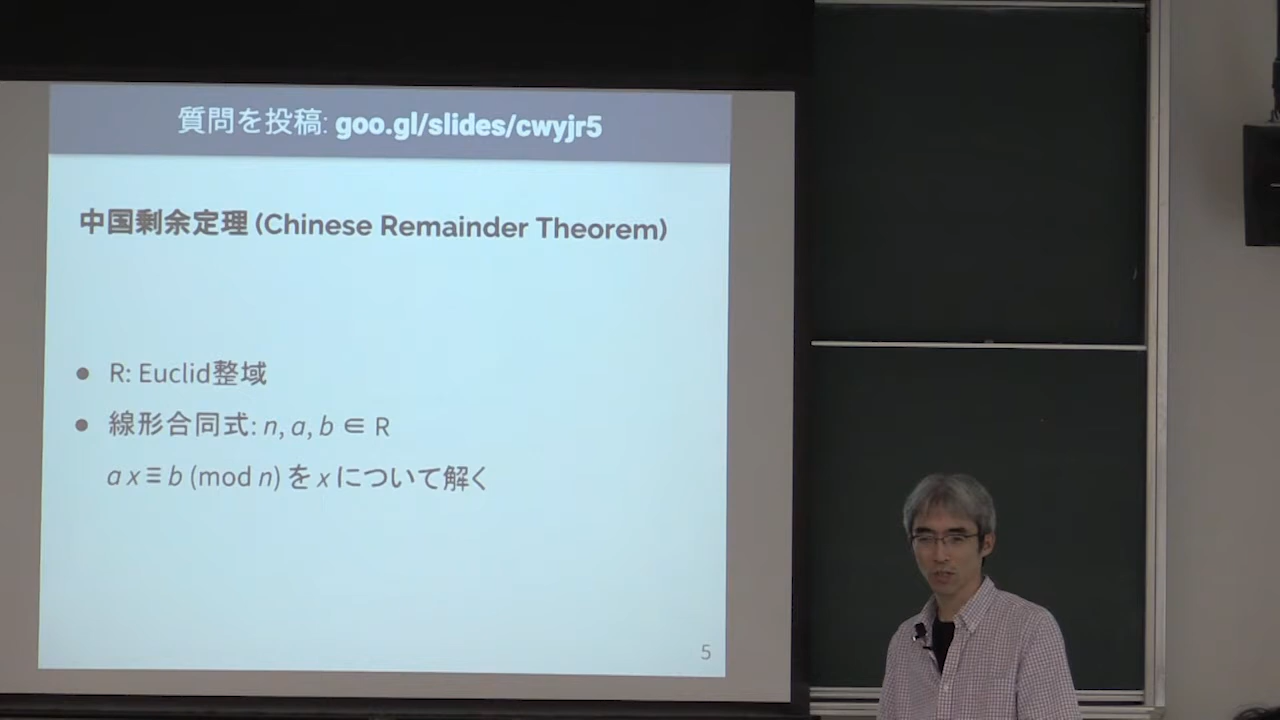 質問を投稿: goo.gl/slides/cwyjr5
中国剰余定理 (Chinese Remainder Theorem)
● R: Euclid整域
● 線形合同式: n, a, b ∈ R
a x ≡ b (mod n) を x について解く
5